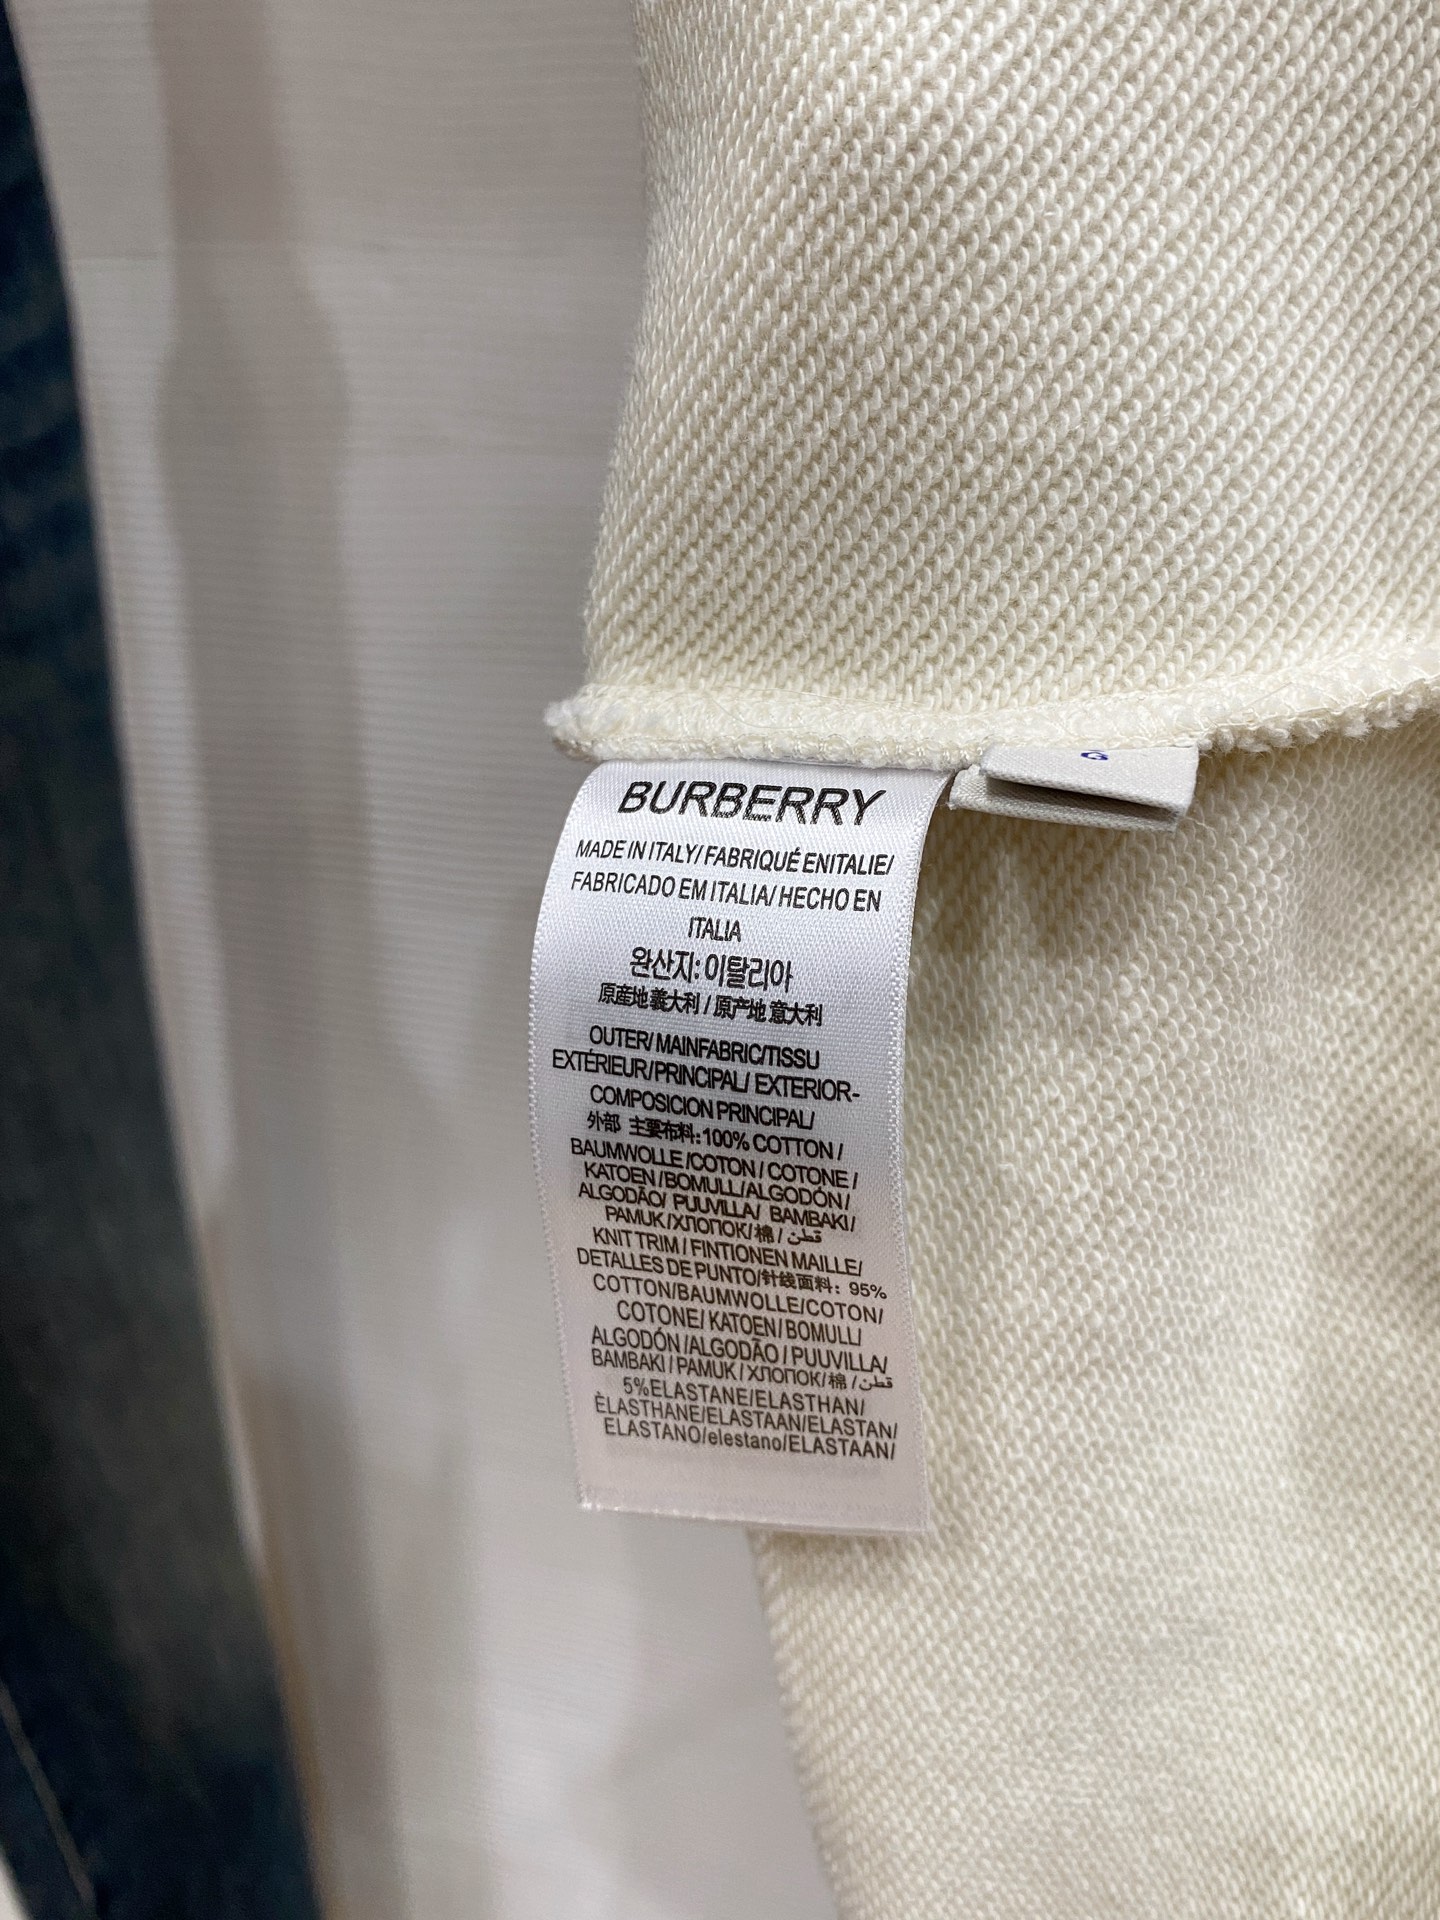 BURBERRY
MADE IN ITALY/ FABRIQUÉ ENITALIE/
FABRICADO EM ITALIA/ HECHO EN
ITALIA
완산지: 이탈리아
原産地 義大利 / 原产地 意大利
OUTER/ MAINFABRIC/TISSU
EXTÉRIEUR/PRINCIPAL/ EXTERIOR-
COMPOSICION PRINCIPAL/
外部 主要布料:100% COTTON /
BAUMWOLLE /COTON / COTONE /
KATOEN /BOMULL/ALGODÓN /
ALGODÃO/ PUUVILLA/ BAMBAKI/
PAMUK /ХЛОПОК/ 棉 / قطن
KNIT TRIM / FINTIONEN MAILLE/
DETALLES DE PUNTO/针线面料: 95%
COTTON/BAUMWOLLE/COTON/
COTONE/ KATOEN / BOMULL/
ALGODÓN /ALGODÃO / PUUVILLA/
BAMBAKI / PAMUK / ХЛОПОК/ 棉 / قطن
5%ELASTANE/ELASTHAN/
ÈLASTHANE/ELASTAAN/ELASTAN/
ELASTANO/elestano/ELASTAAN/